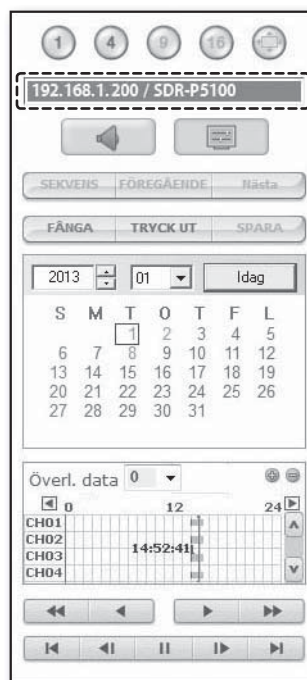 1 4 9 16
192.168.1.200 / SDR-P5100
SEKVENS FÖREGÅENDE Nästa
FÅNGA TRYCK UT SPARA
2013 01 Idag
S M T O T F L
1 2 3 4 5
6 7 8 9 10 11 12
13 14 15 16 17 18 19
20 21 22 23 24 25 26
27 28 29 30 31
Överl. data 0
0 12 24
CH01
CH02
14:52:41
CH03
CH04